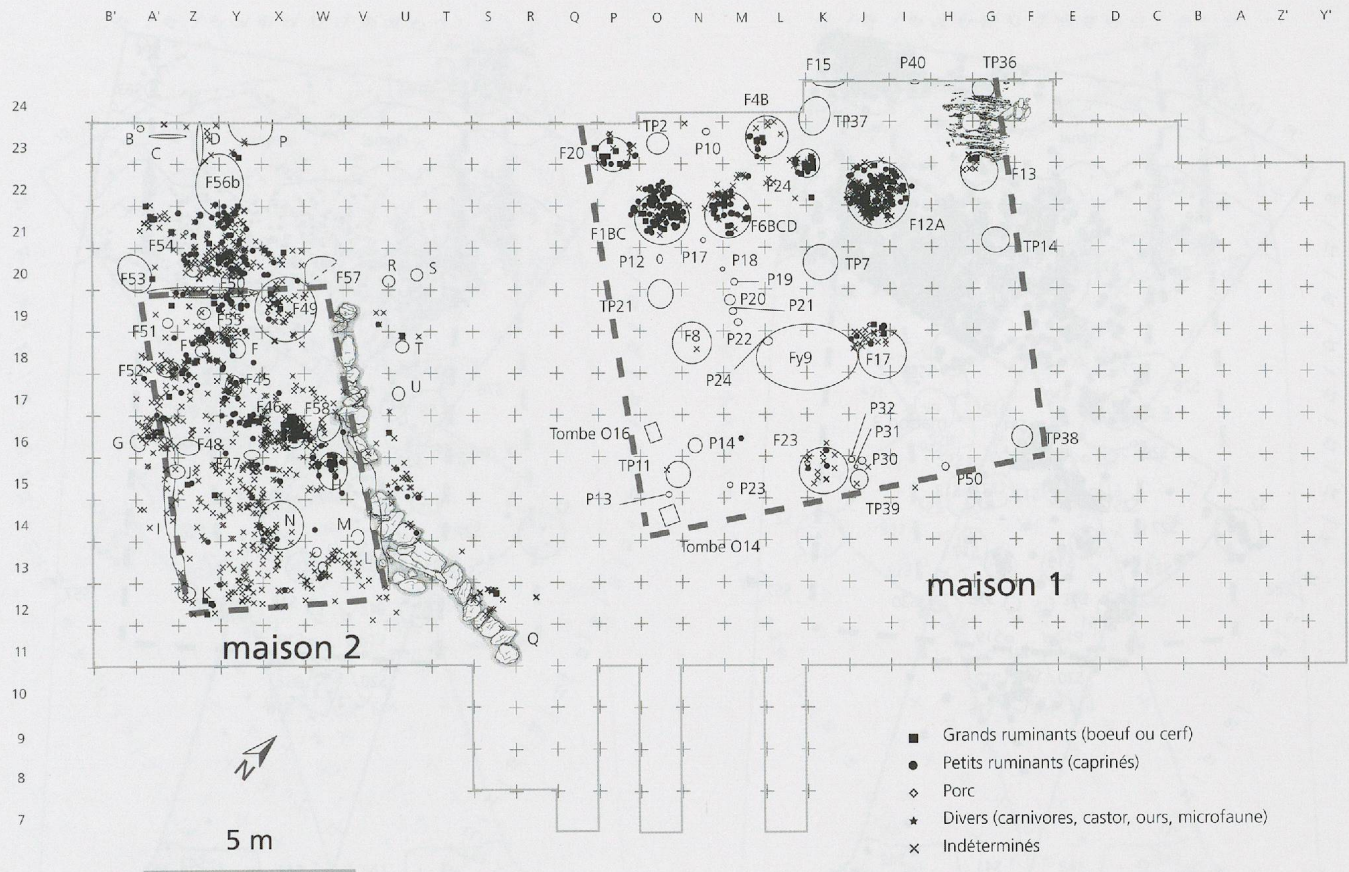 B' A' Z Y X W V U T S R Q P O N M L K J I H G F E D C B A Z' Y'
F15 P40 TP36
24 F4B
TP37
B C D P TP2 P10
23 F20
F56b P24 F13
22
F1BC F6BCD F12A
21 F54 P12 P17 TP14
F53 F57 R S P18 TP7
20 F50 P19
F49 TP21 P20 P21
19 F55
F51 F8 P22
F F T
18 P24 Fy9 F17
F52
F45 U
17
F46 F58 P32
16 G F48 Tombe O16 P14 F23 P31
F47 TP11 P30 TP38
J
15 P13 P23 P50
TP39
14 N M
Tombe O14
L
13
K maison 1
12
maison 2 Q
11
10
Grands ruminants (boeuf ou cerf)
9 Petits ruminants (caprinés)
N
8 Porc
7 Divers (carnivores, castor, ours, microfaune)
5 m Indéterminés